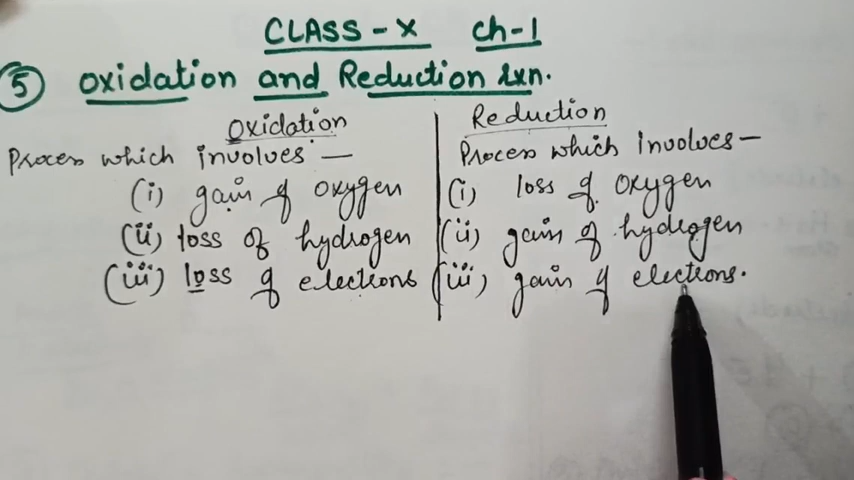 CLASS - X Ch-1
5 Oxidation and Reduction rxn.
Oxidation
Process which involves —
(i) gain of oxygen
(ii) loss of hydrogen
(iii) loss of electrons
Reduction
Process which involves —
(i) loss of oxygen
(ii) gain of hydrogen
(iii) gain of electrons.